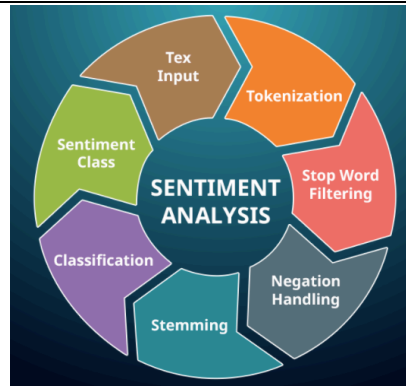 Tex
Input
Tokenization
Stop Word
Filtering
Negation
Handling
Stemming
Classification
Sentiment
Class
SENTIMENT
ANALYSIS